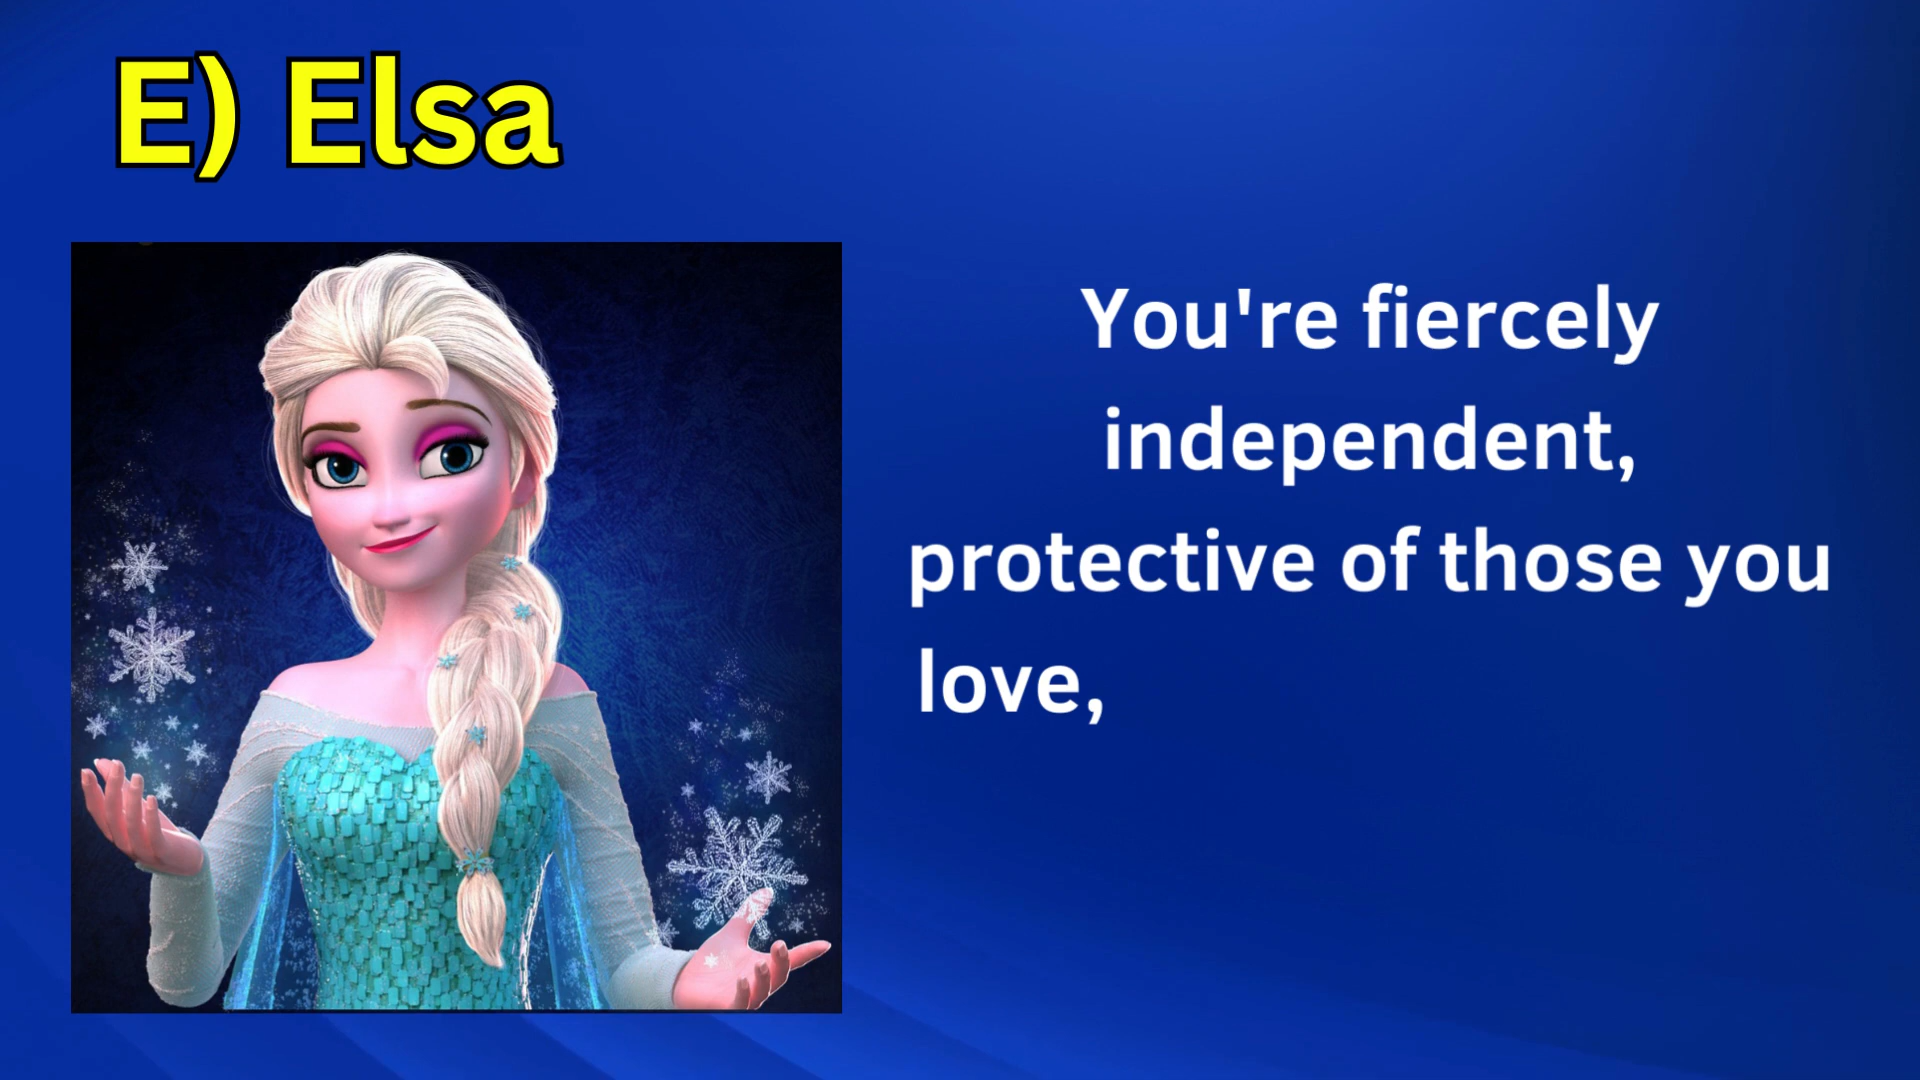 E) Elsa
You're fiercely
independent,
protective of those you
love,